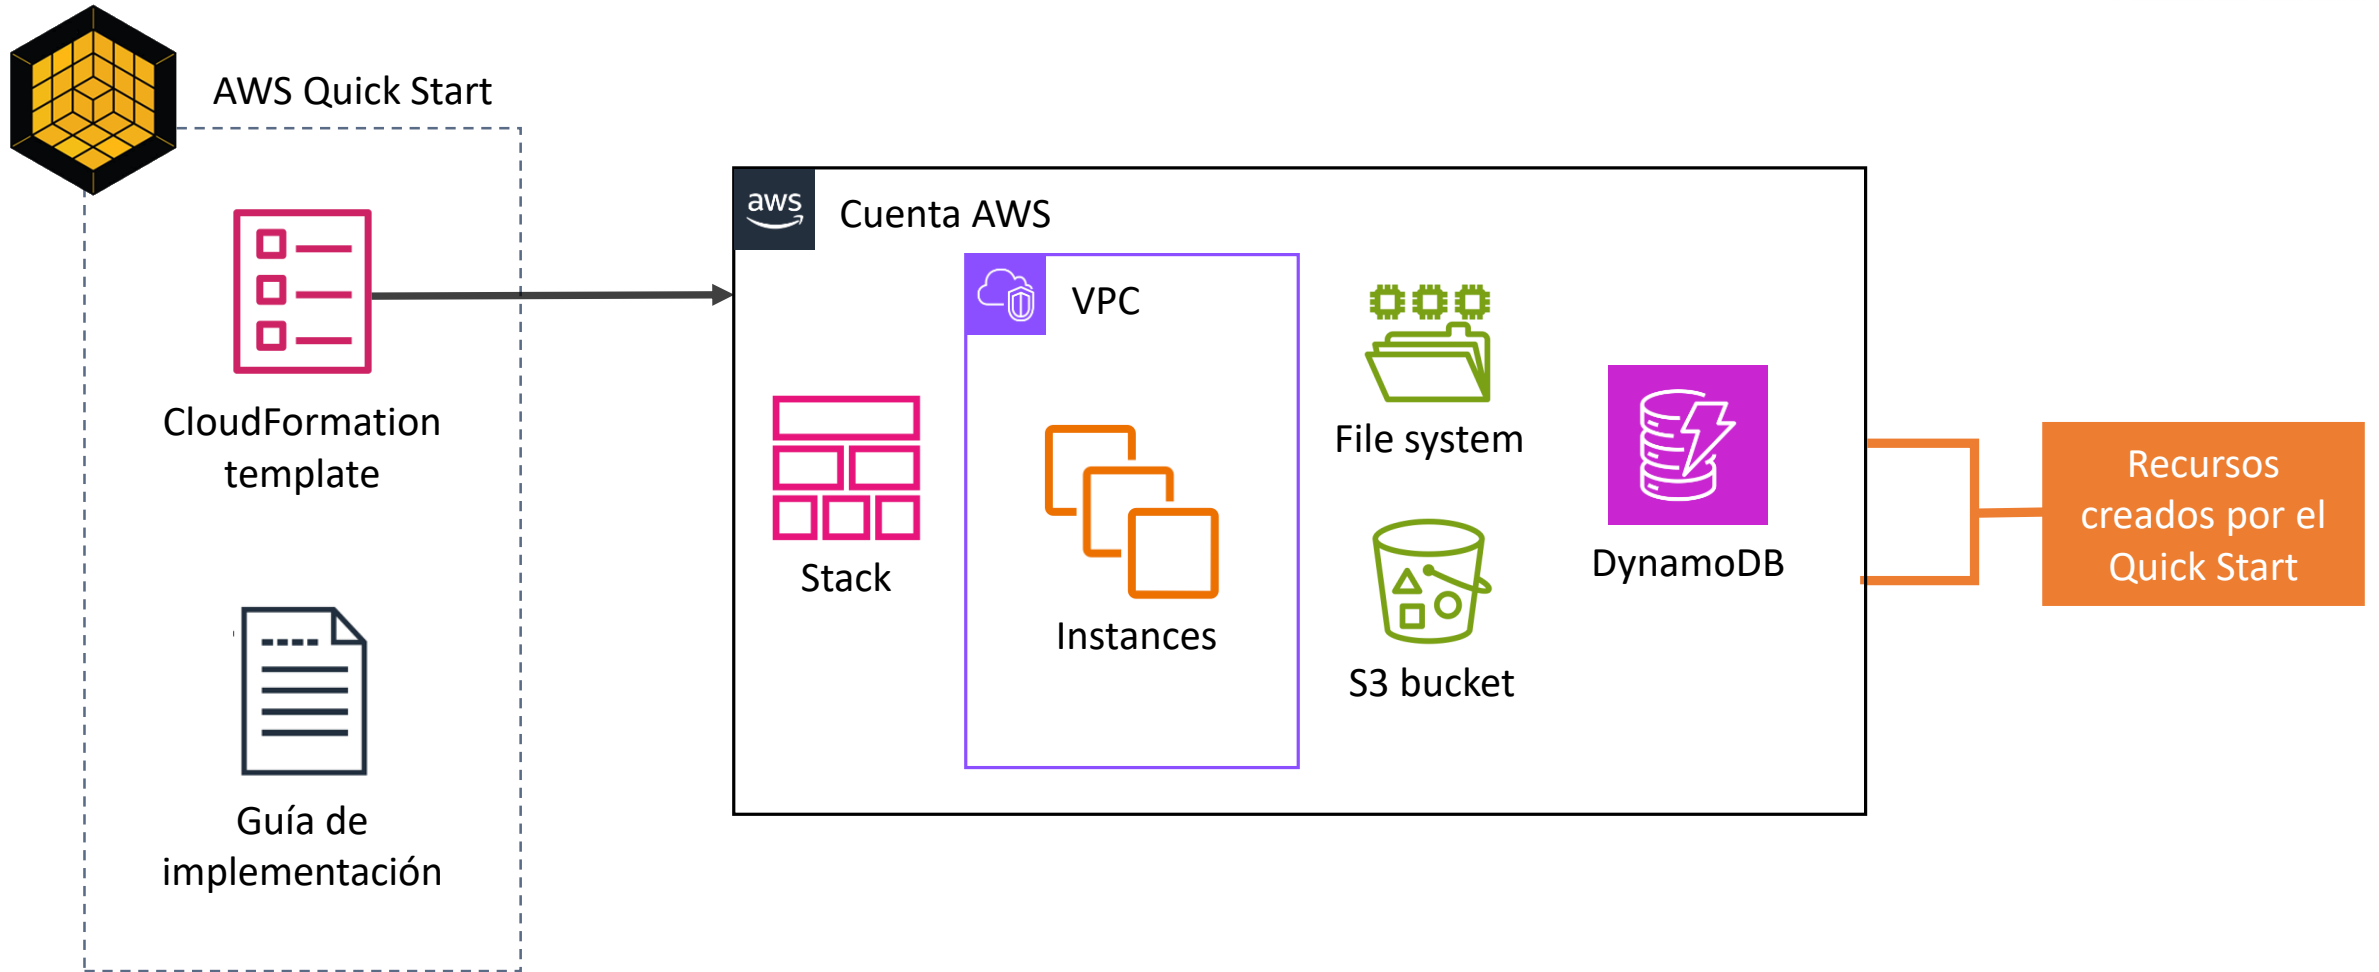 AWS Quick Start
CloudFormation
template
Guía de
implementación
aws
Cuenta AWS
VPC
Stack
Instances
File system
S3 bucket
DynamoDB
Recursos
creados por el
Quick Start